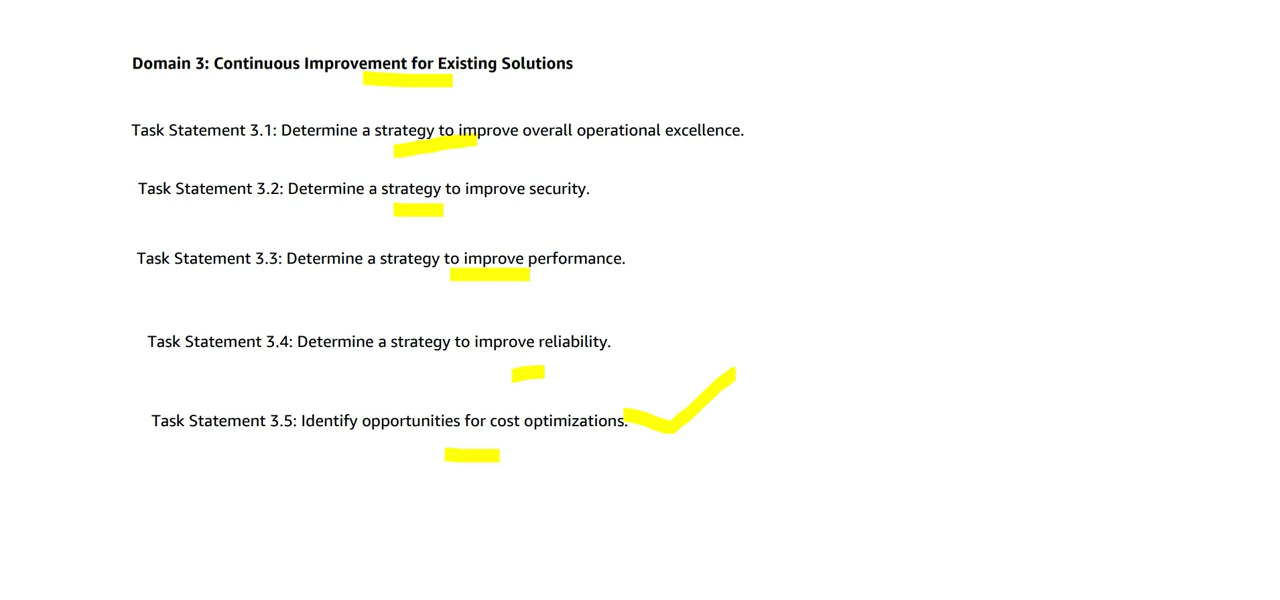 Domain 3: Continuous Improvement for Existing Solutions
Task Statement 3.1: Determine a strategy to improve overall operational excellence.
Task Statement 3.2: Determine a strategy to improve security.
Task Statement 3.3: Determine a strategy to improve performance.
Task Statement 3.4: Determine a strategy to improve reliability.
Task Statement 3.5: Identify opportunities for cost optimizations.